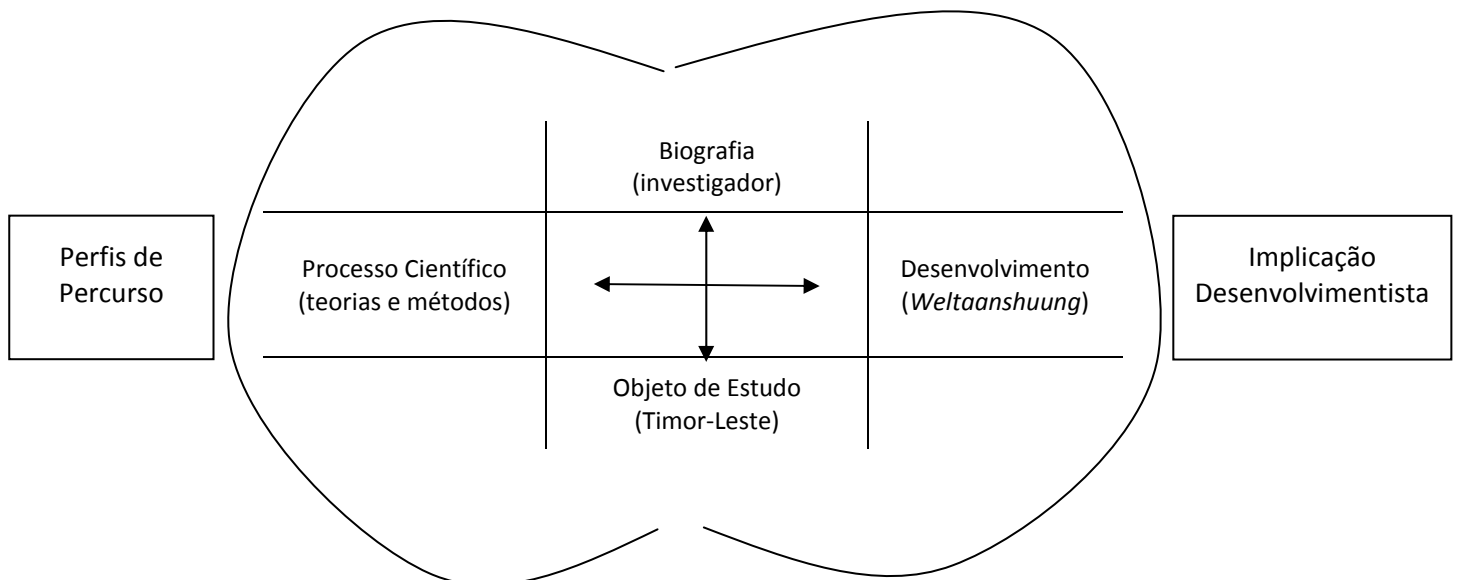 Biografia
(investigador)
Perfis de
Percurso
Processo Científico
(teorias e métodos)
Desenvolvimento
(Weltaanshuung)
Implicação
Desenvolvimentista
Objeto de Estudo
(Timor-Leste)